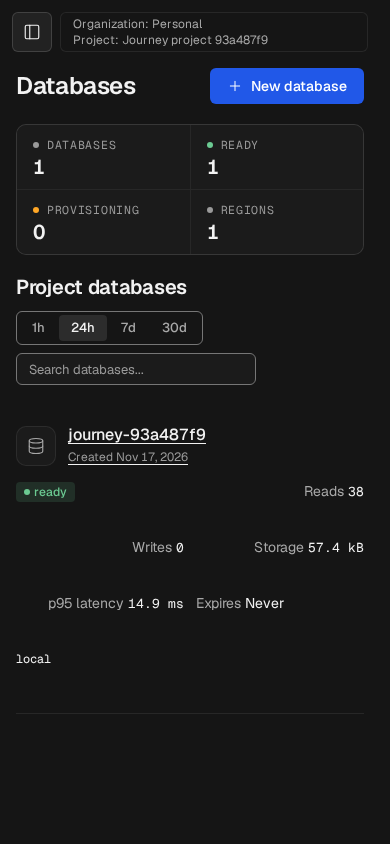 Organization: Personal
Project: Journey project 93a487f9
Databases
New database
DATABASES
1
READY
1
PROVISIONING
0
REGIONS
1
Project databases
1h 24h 7d 30d
Search databases...
journey-93a487f9
Created Nov 17, 2026
ready
Reads 38
Writes 0
Storage 57.4 kB
p95 latency 14.9 ms
Expires Never
local